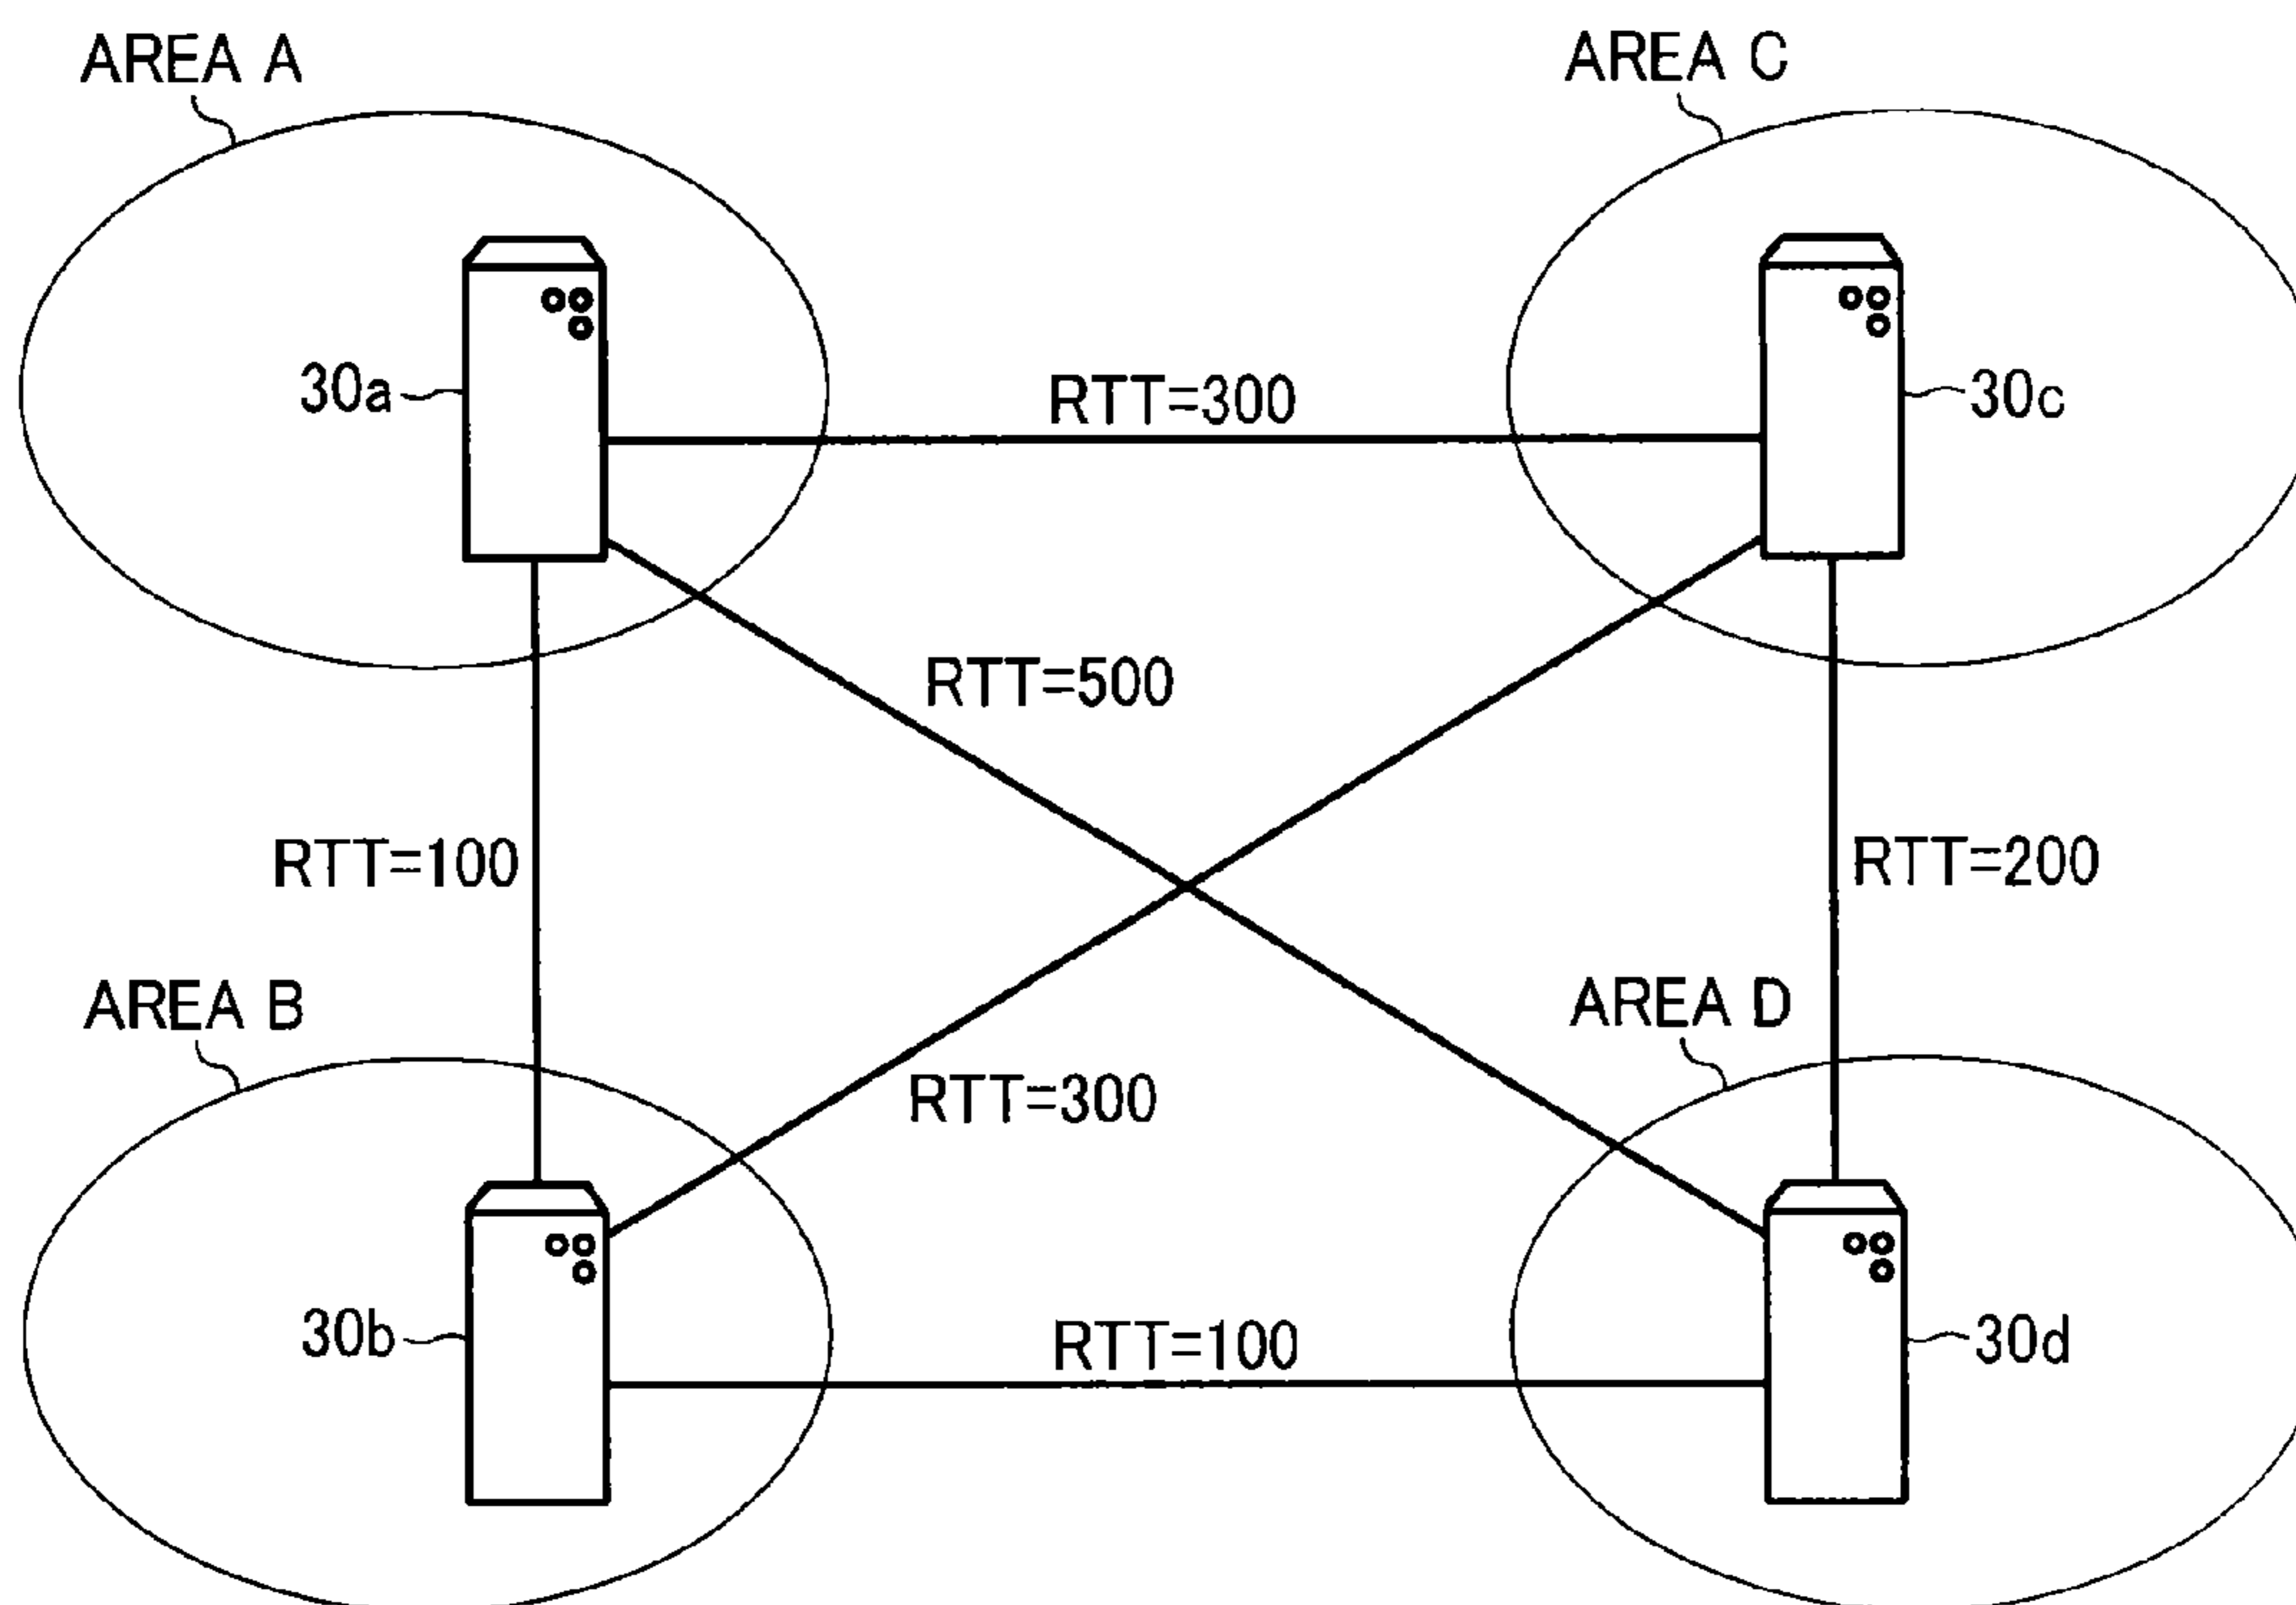 AREA A
AREA C
30a
RTT=300
30c
RTT=500
RTT=100
RTT=200
AREA B
AREA D
RTT=300
30b
RTT=100
30d